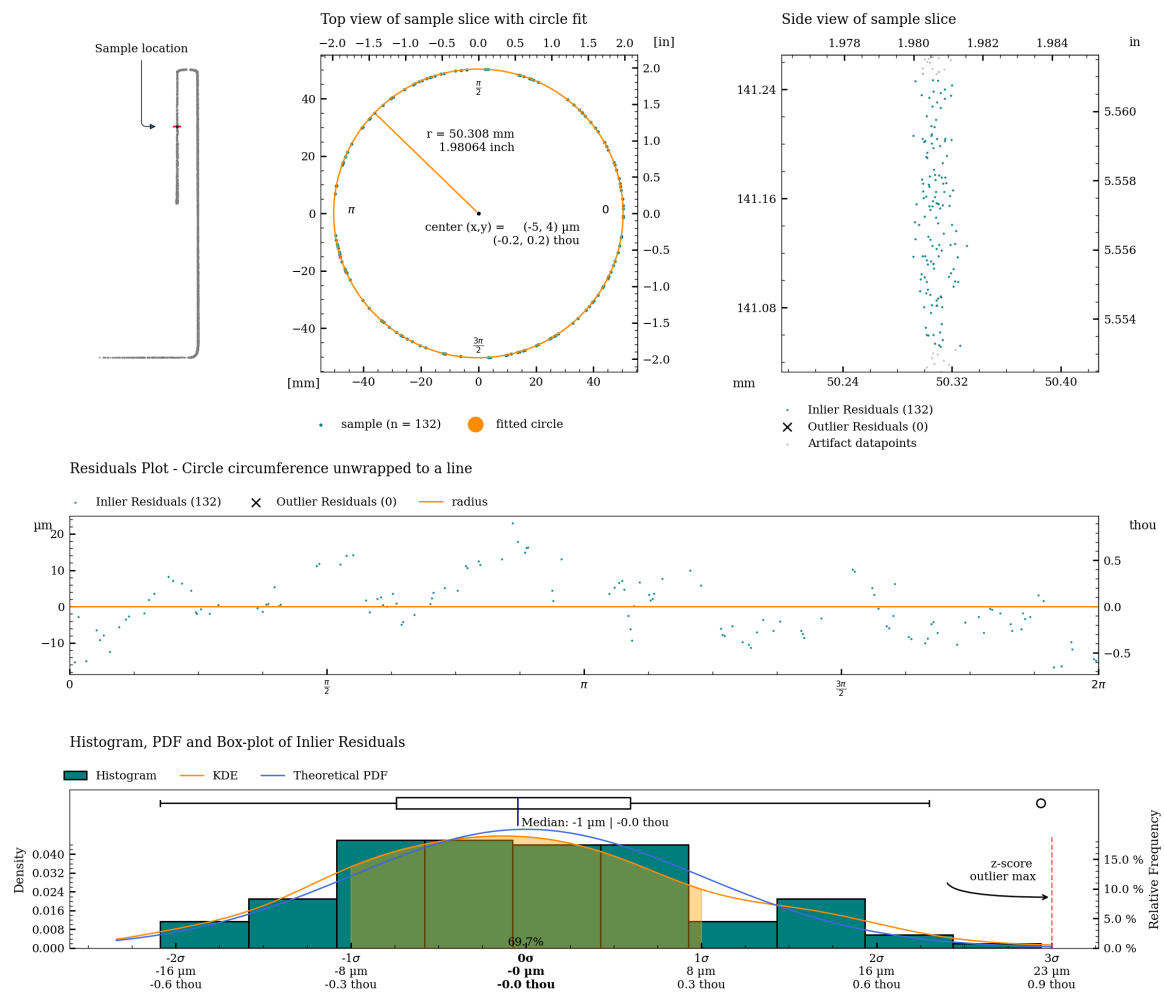 Top view of sample slice with circle fit
Side view of sample slice
Sample location
−2.0 −1.5 −1.0 −0.5 0.0 0.5 1.0 1.5 2.0 [in]
1.978 1.980 1.982 1.984 in
40
20
0
−20
−40
2.0
1.5
1.0
0.5
0.0
−0.5
−1.0
−1.5
−2.0
π/2
r = 50.308 mm
1.98064 inch
π
0
center (x,y) = (-5, 4) µm
(-0.2, 0.2) thou
3π/2
[mm] −40 −20 0 20 40
141.24
141.16
141.08
5.560
5.558
5.556
5.554
mm 50.24 50.32 50.40
sample (n = 132) fitted circle
Inlier Residuals (132)
Outlier Residuals (0)
Artifact datapoints
Residuals Plot - Circle circumference unwrapped to a line
Inlier Residuals (132) Outlier Residuals (0) radius
µm thou
20
10
0
−10
0.5
0.0
−0.5
0 π/2 π 3π/2 2π
Histogram, PDF and Box-plot of Inlier Residuals
Histogram KDE Theoretical PDF
Median: -1 µm | -0.0 thou
Density
0.040
0.032
0.024
0.016
0.008
0.000
z-score
outlier max
69.7%
15.0 %
10.0 %
5.0 %
0.0 %
Relative Frequency
-2σ -1σ 0σ 1σ 2σ 3σ
-16 µm -8 µm -0 µm 8 µm 16 µm 23 µm
-0.6 thou -0.3 thou -0.0 thou 0.3 thou 0.6 thou 0.9 thou